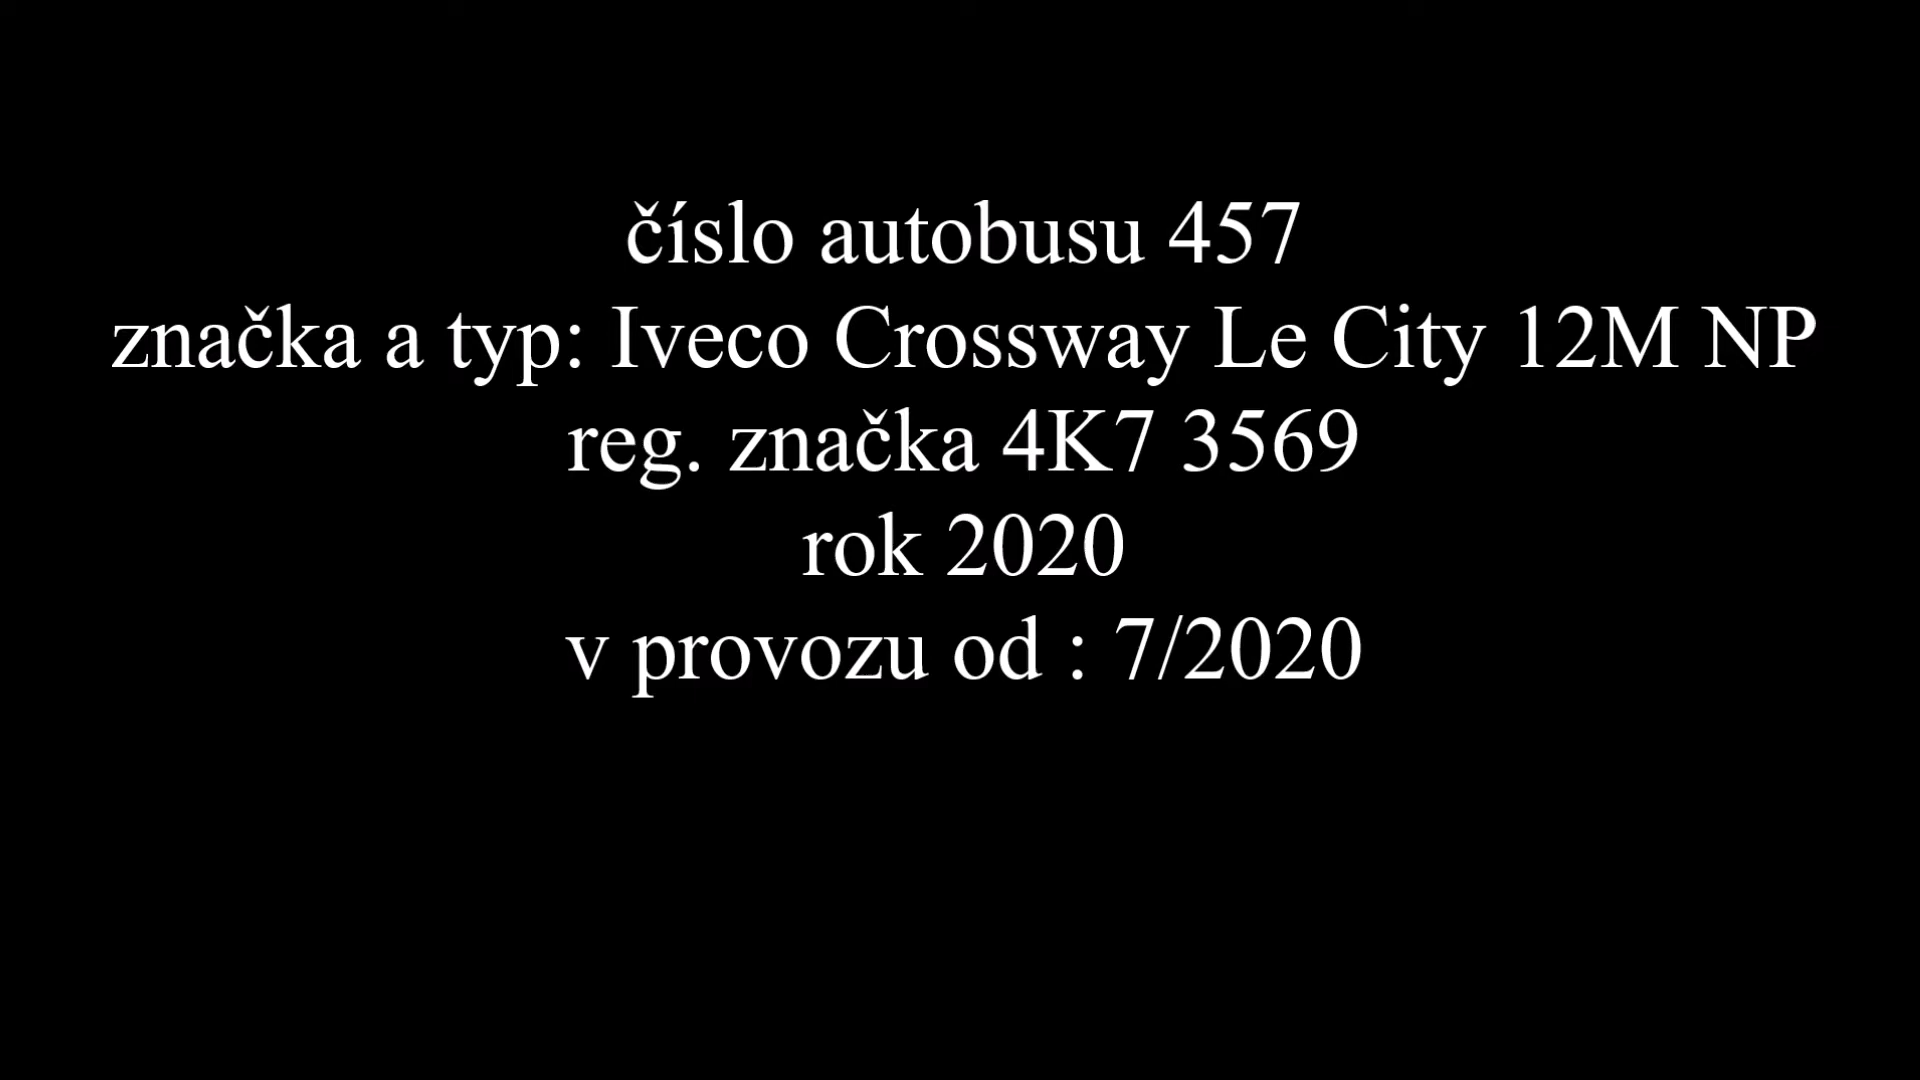 číslo autobusu 457
značka a typ: Iveco Crossway Le City 12M NP
reg. značka 4K7 3569
rok 2020
v provozu od : 7/2020